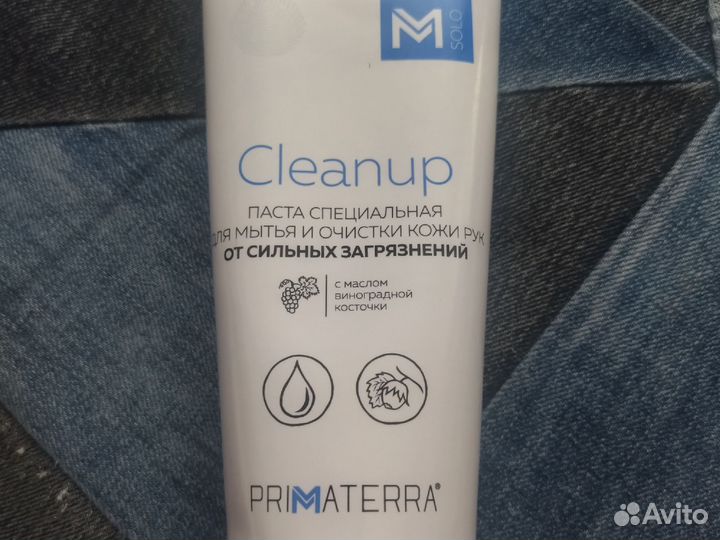 M
SOLO
Cleanup
ПАСТА СПЕЦИАЛЬНАЯ
ДЛЯ МЫТЬЯ И ОЧИСТКИ КОЖИ РУК
ОТ СИЛЬНЫХ ЗАГРЯЗНЕНИЙ
с маслом
виноградной
косточки
PRIMATERRA®
Avito